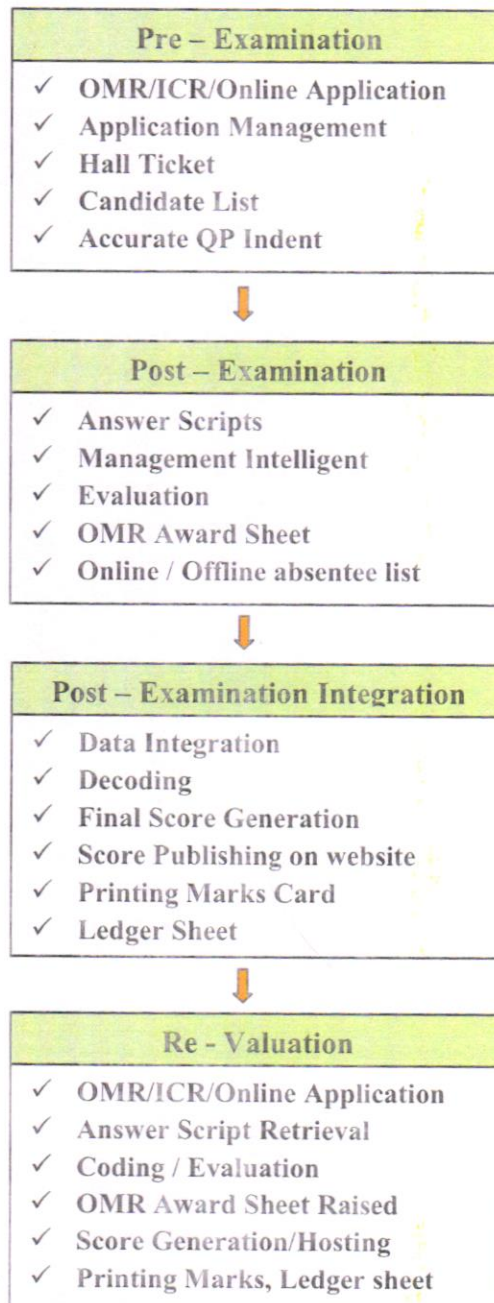 Pre – Examination
✓ OMR/ICR/Online Application
✓ Application Management
✓ Hall Ticket
✓ Candidate List
✓ Accurate QP Indent
Post – Examination
✓ Answer Scripts
✓ Management Intelligent
✓ Evaluation
✓ OMR Award Sheet
✓ Online / Offline absentee list
Post – Examination Integration
✓ Data Integration
✓ Decoding
✓ Final Score Generation
✓ Score Publishing on website
✓ Printing Marks Card
✓ Ledger Sheet
Re - Valuation
✓ OMR/ICR/Online Application
✓ Answer Script Retrieval
✓ Coding / Evaluation
✓ OMR Award Sheet Raised
✓ Score Generation/Hosting
✓ Printing Marks, Ledger sheet